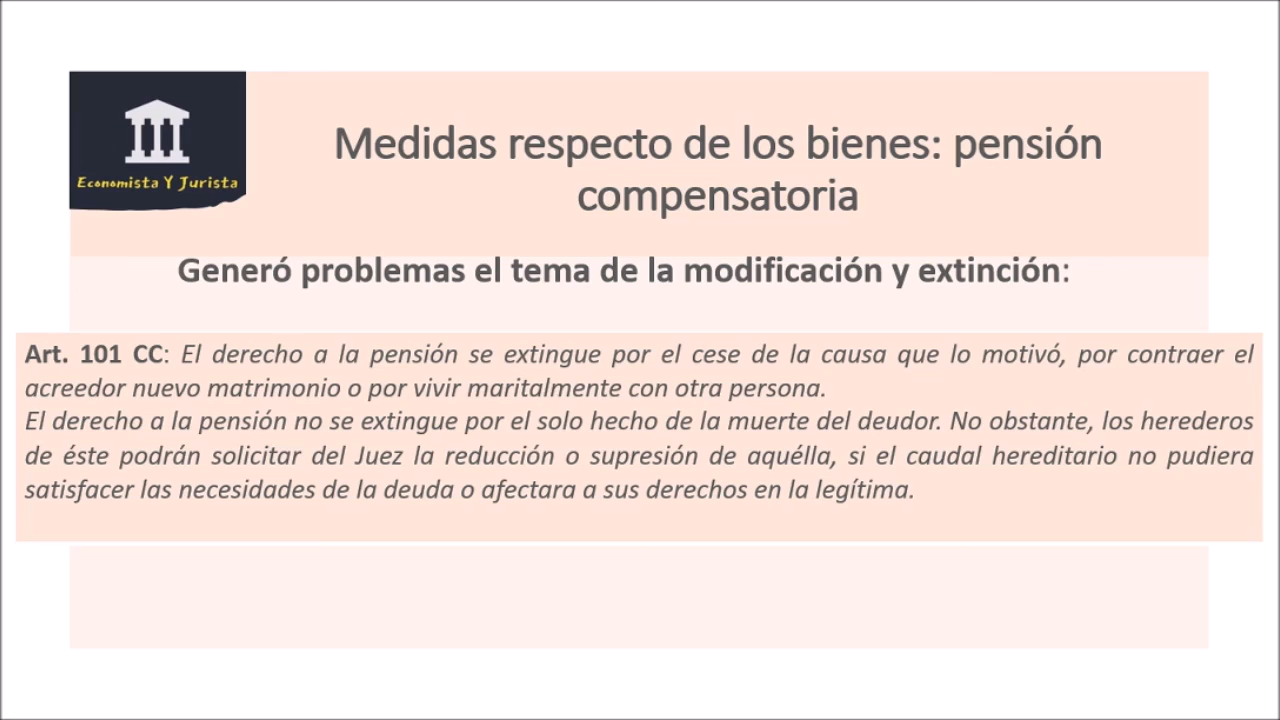 Economista Y Jurista
Medidas respecto de los bienes: pensión
compensatoria
Generó problemas el tema de la modificación y extinción:
Art. 101 CC: El derecho a la pensión se extingue por el cese de la causa que lo motivó, por contraer el
acreedor nuevo matrimonio o por vivir maritalmente con otra persona.
El derecho a la pensión no se extingue por el solo hecho de la muerte del deudor. No obstante, los herederos
de éste podrán solicitar del Juez la reducción o supresión de aquélla, si el caudal hereditario no pudiera
satisfacer las necesidades de la deuda o afectara a sus derechos en la legítima.